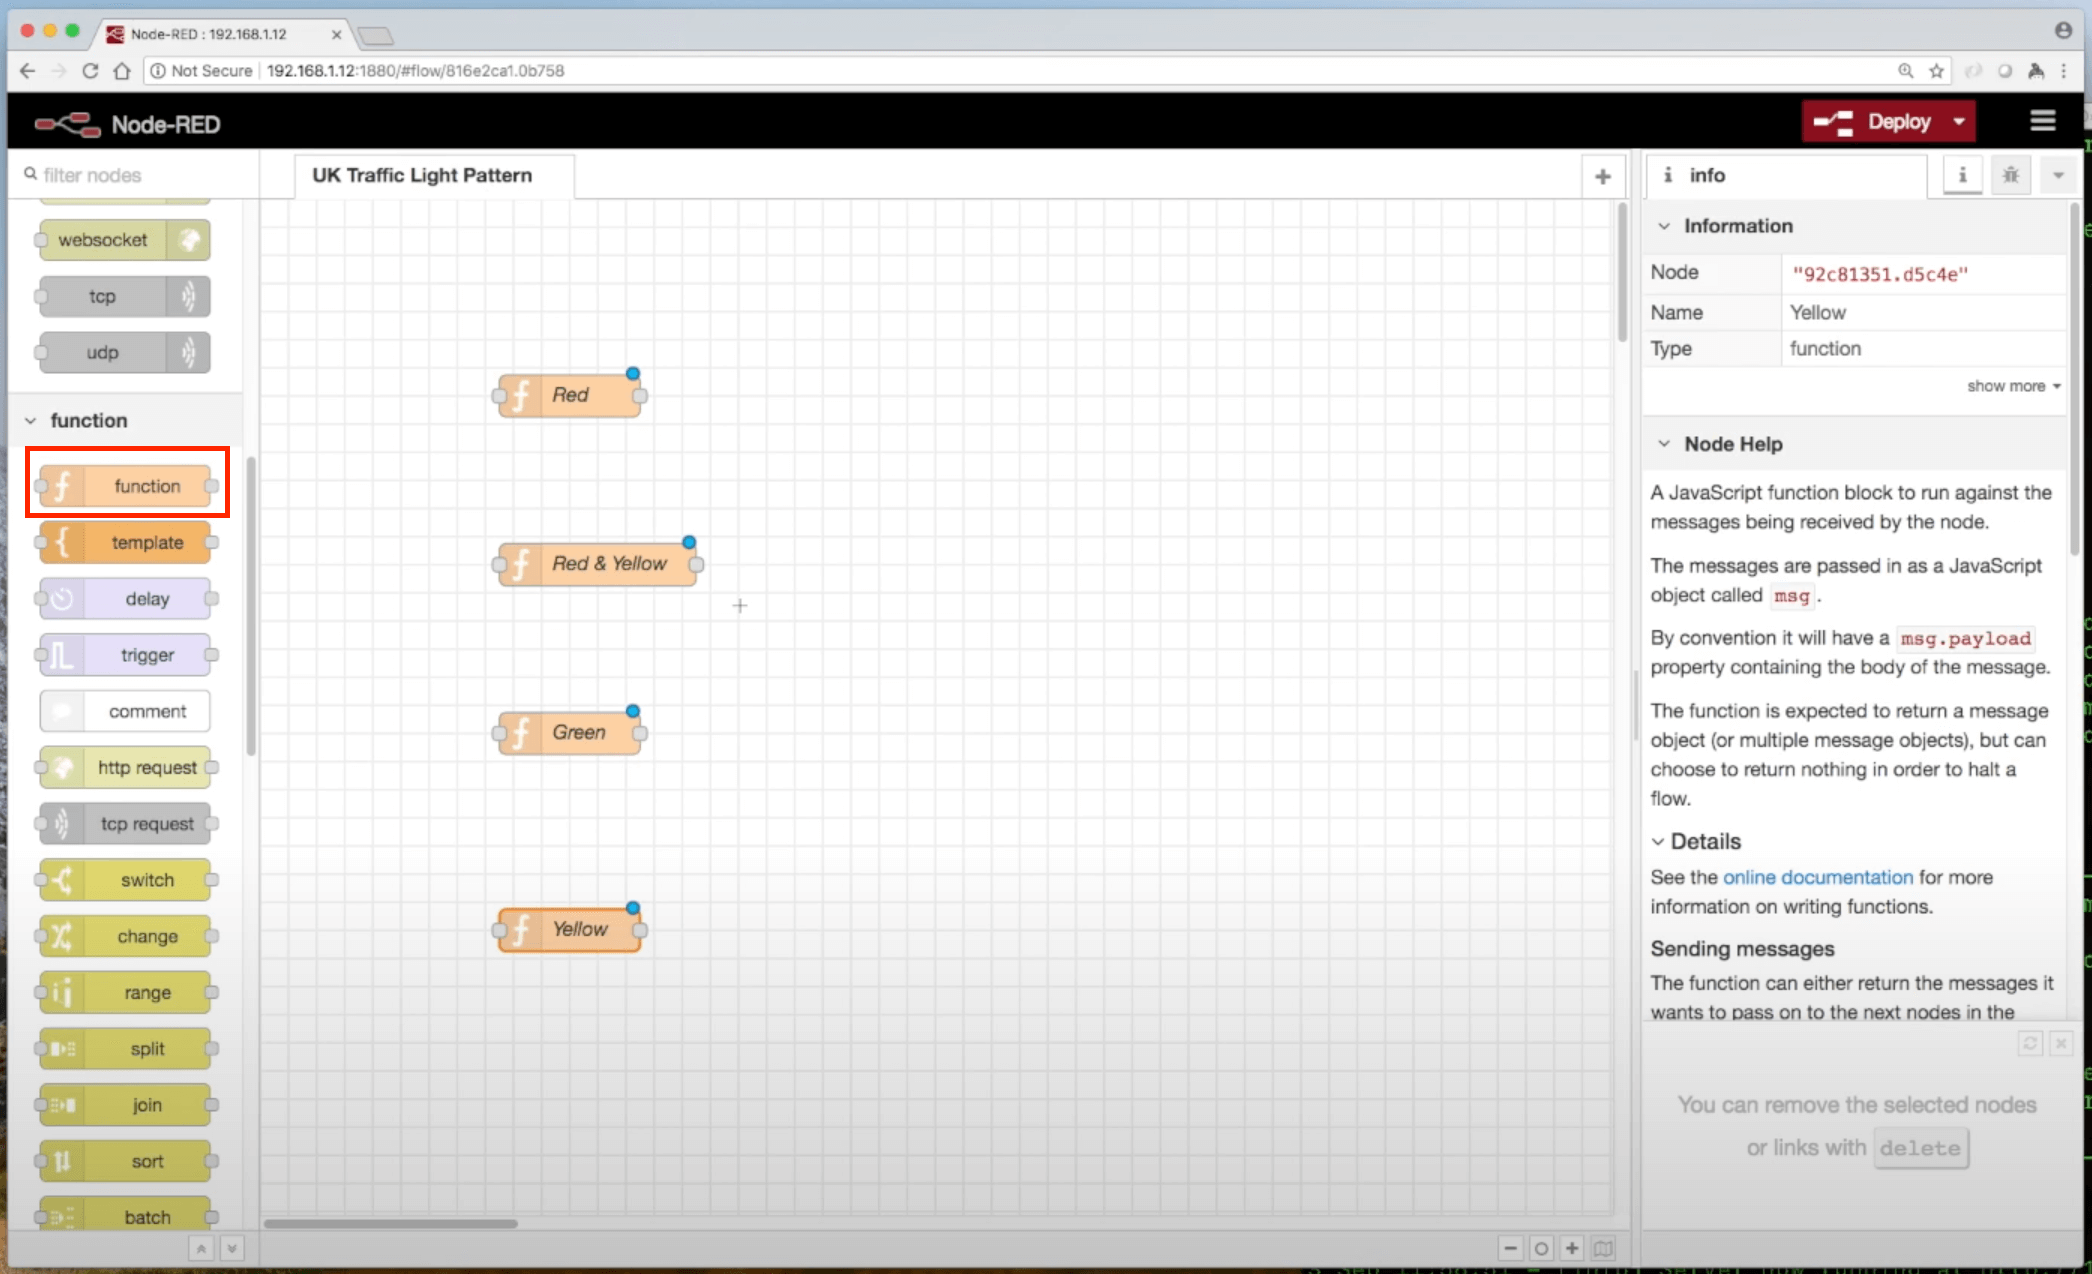 Node-RED : 192.168.1.12
Not Secure 192.168.1.12:1880/#flow/816e2ca1.0b758
Node-RED
Deploy
filter nodes
websocket
tcp
udp
function
function
template
delay
trigger
comment
http request
tcp request
switch
change
range
split
join
sort
batch
UK Traffic Light Pattern
Red
Red & Yellow
Green
Yellow
info
Information
Node "92c81351.d5c4e"
Name Yellow
Type function
show more
Node Help
A JavaScript function block to run against the
messages being received by the node.
The messages are passed in as a JavaScript
object called msg .
By convention it will have a msg.payload
property containing the body of the message.
The function is expected to return a message
object (or multiple message objects), but can
choose to return nothing in order to halt a
flow.
Details
See the online documentation for more
information on writing functions.
Sending messages
The function can either return the messages it
wants to pass on to the next nodes in the
You can remove the selected nodes
or links with delete